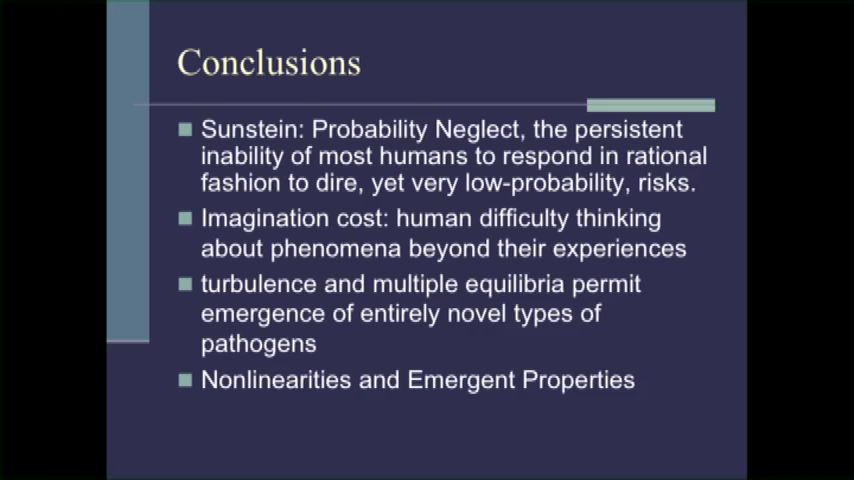 Conclusions
Sunstein: Probability Neglect, the persistent
inability of most humans to respond in rational
fashion to dire, yet very low-probability, risks.
Imagination cost: human difficulty thinking
about phenomena beyond their experiences
turbulence and multiple equilibria permit
emergence of entirely novel types of
pathogens
Nonlinearities and Emergent Properties